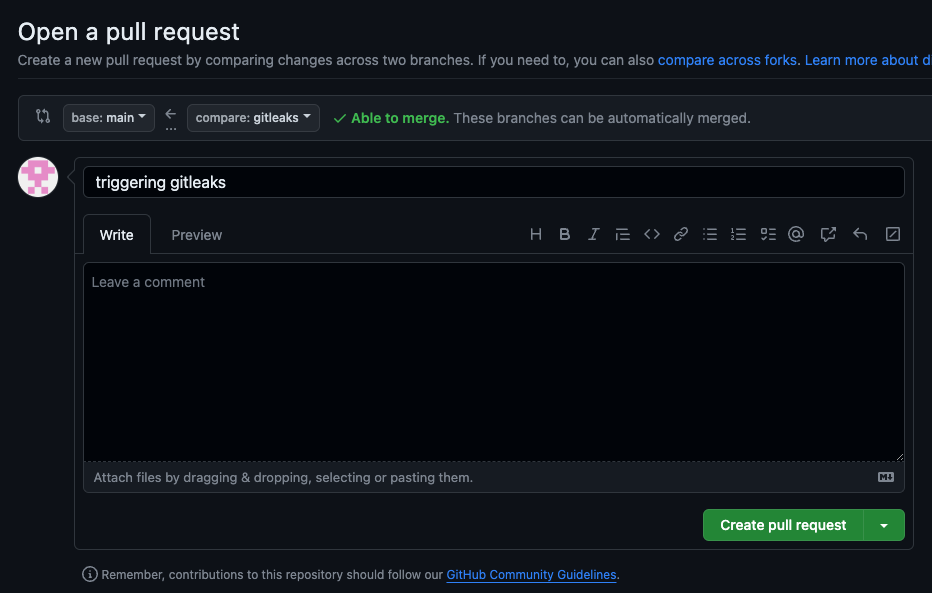 Open a pull request
Create a new pull request by comparing changes across two branches. If you need to, you can also compare across forks. Learn more about d
base: main ← compare: gitleaks ✓ Able to merge. These branches can be automatically merged.
...
triggering gitleaks
Write Preview
Leave a comment
Attach files by dragging & dropping, selecting or pasting them.
Create pull request
Remember, contributions to this repository should follow our GitHub Community Guidelines.